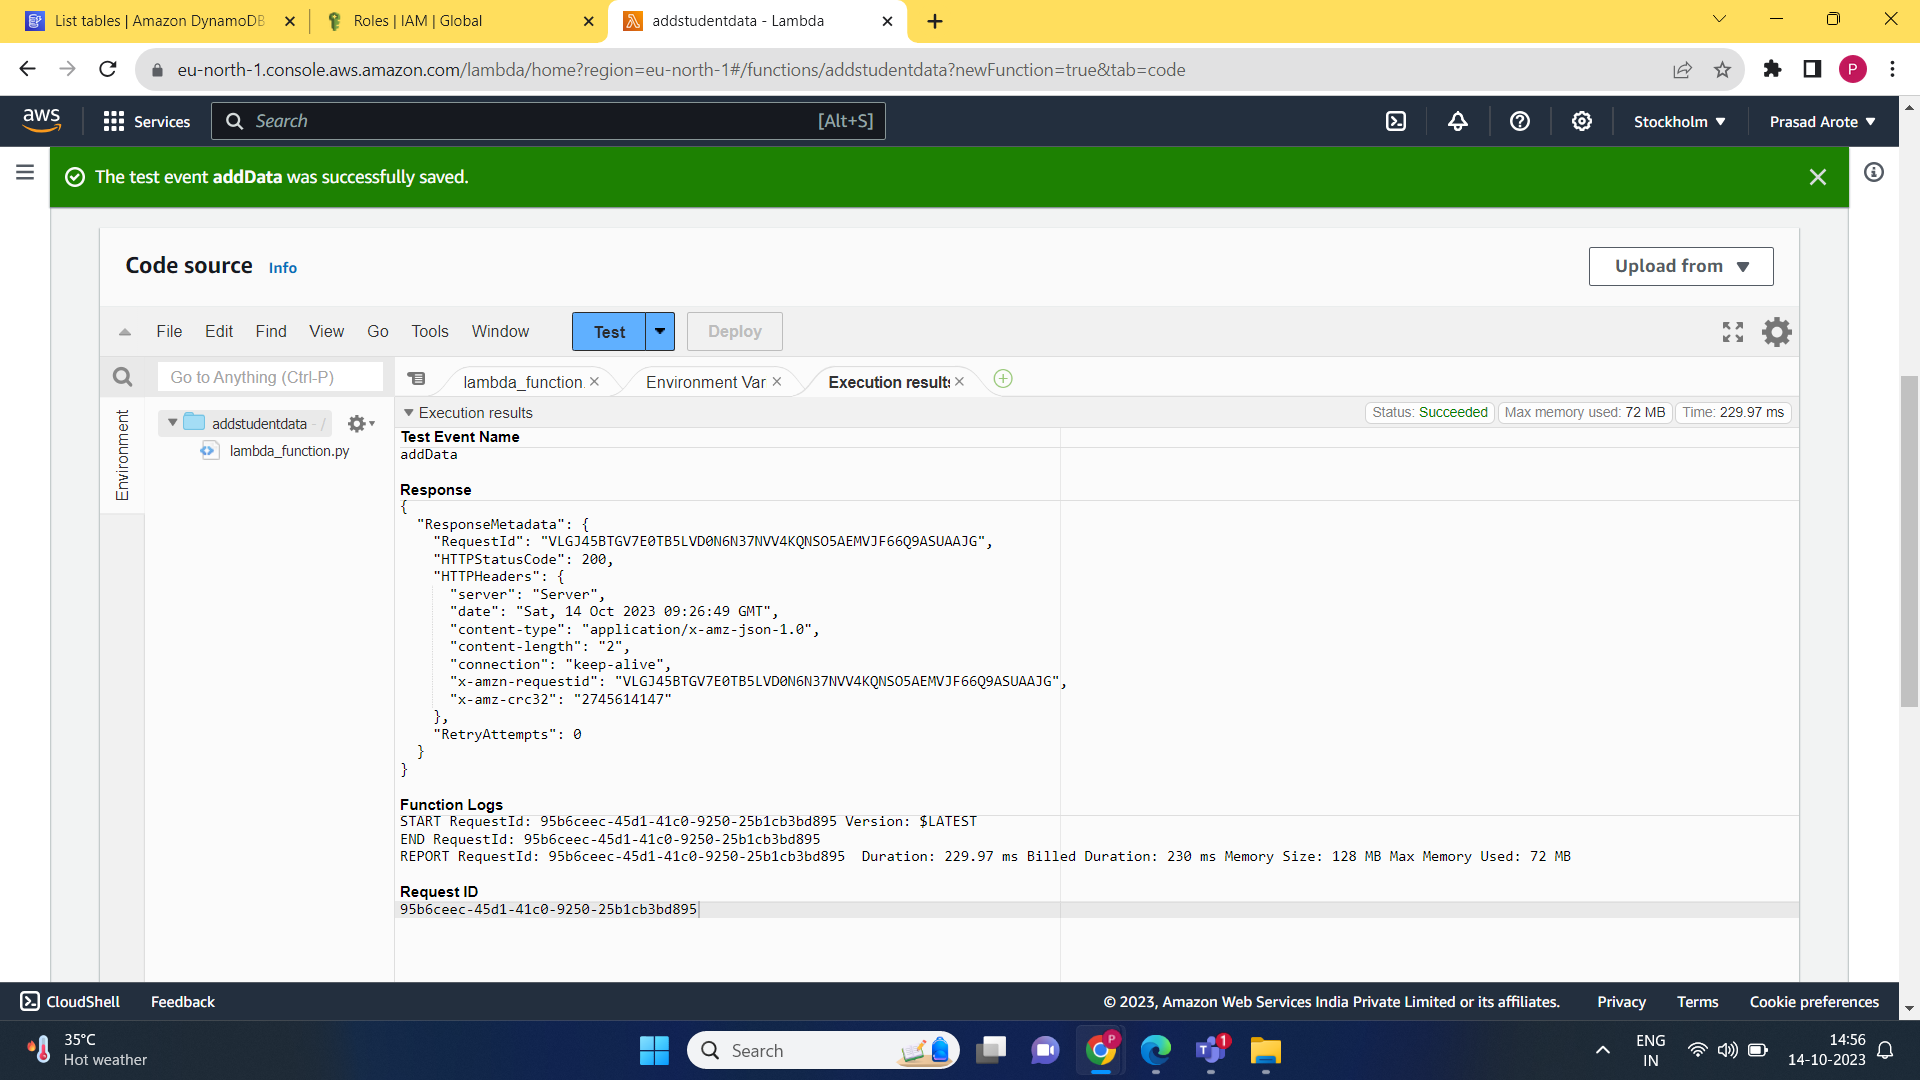 List tables | Amazon DynamoDB
Roles | IAM | Global
addstudentdata - Lambda
eu-north-1.console.aws.amazon.com/lambda/home?region=eu-north-1#/functions/addstudentdata?newFunction=true&tab=code
P
aws
Services
Search
[Alt+S]
Stockholm
Prasad Arote
The test event addData was successfully saved.
Code source
Info
Upload from
File
Edit
Find
View
Go
Tools
Window
Test
Deploy
Go to Anything (Ctrl-P)
lambda_function.
Environment Var
Execution results
Environment
addstudentdata - /
lambda_function.py
Execution results
Status: Succeeded
Max memory used: 72 MB
Time: 229.97 ms
Test Event Name
addData
Response
{
"ResponseMetadata": {
"RequestId": "VLGJ45BTGV7E0TB5LVD0N6N37NVV4KQNSO5AEMVJF66Q9ASUAAJG",
"HTTPStatusCode": 200,
"HTTPHeaders": {
"server": "Server",
"date": "Sat, 14 Oct 2023 09:26:49 GMT",
"content-type": "application/x-amz-json-1.0",
"content-length": "2",
"connection": "keep-alive",
"x-amzn-requestid": "VLGJ45BTGV7E0TB5LVD0N6N37NVV4KQNSO5AEMVJF66Q9ASUAAJG",
"x-amz-crc32": "2745614147"
},
"RetryAttempts": 0
}
}
Function Logs
START RequestId: 95b6ceec-45d1-41c0-9250-25b1cb3bd895 Version: $LATEST
END RequestId: 95b6ceec-45d1-41c0-9250-25b1cb3bd895
REPORT RequestId: 95b6ceec-45d1-41c0-9250-25b1cb3bd895 Duration: 229.97 ms Billed Duration: 230 ms Memory Size: 128 MB Max Memory Used: 72 MB
Request ID
95b6ceec-45d1-41c0-9250-25b1cb3bd895
CloudShell
Feedback
© 2023, Amazon Web Services India Private Limited or its affiliates.
Privacy
Terms
Cookie preferences
35°C
Hot weather
Search
P
1
ENG
IN
14:56
14-10-2023